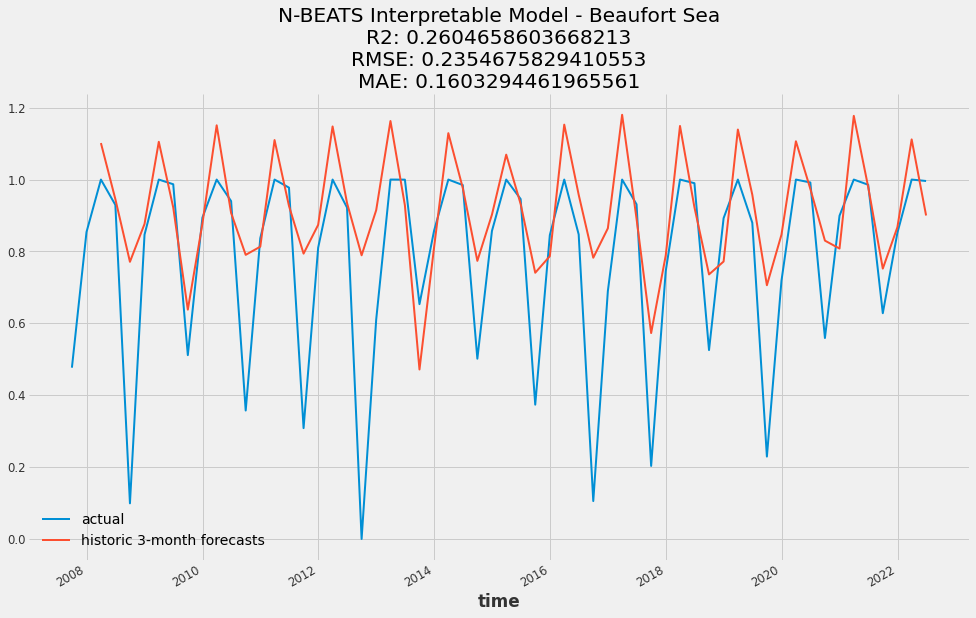 N-BEATS Interpretable Model - Beaufort Sea
R2: 0.2604658603668213
RMSE: 0.2354675829410553
MAE: 0.1603294461965561
1.2
1.0
0.8
0.6
0.4
0.2
0.0
actual
historic 3-month forecasts
2008
2010
2012
2014
2016
2018
2020
2022
time